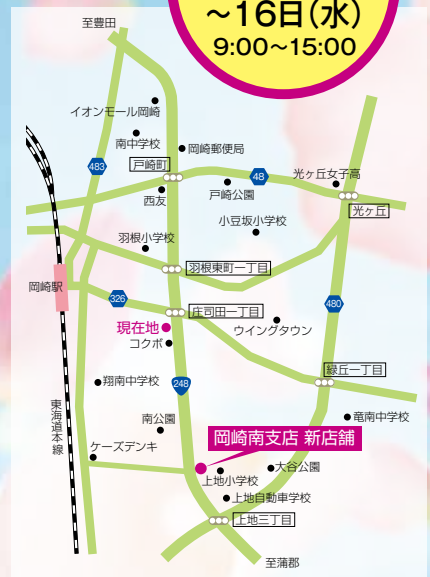 ～16日(水)
9:00～15:00
至豊田
イオンモール岡崎
南中学校
岡崎郵便局
483
戸崎町
48
光ヶ丘女子高
西友
戸崎公園
光ヶ丘
小豆坂小学校
羽根小学校
羽根東町一丁目
岡崎駅
326
庄司田一丁目
480
現在地
ウイングタウン
コクボ
緑丘一丁目
翔南中学校
248
東海道本線
南公園
竜南中学校
岡崎南支店 新店舗
ケーズデンキ
大谷公園
上地小学校
上地自動車学校
上地三丁目
至蒲郡